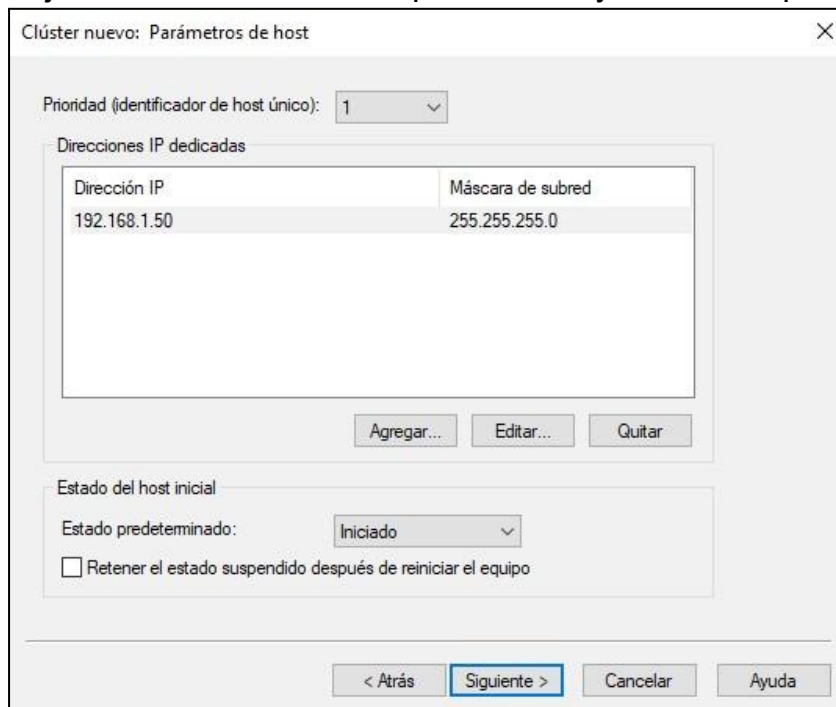 Clúster nuevo: Parámetros de host
Prioridad (identificador de host único): 1
Direcciones IP dedicadas
Dirección IP Máscara de subred
192.168.1.50 255.255.255.0
Agregar... Editar... Quitar
Estado del host inicial
Estado predeterminado: Iniciado
Retener el estado suspendido después de reiniciar el equipo
< Atrás Siguiente > Cancelar Ayuda